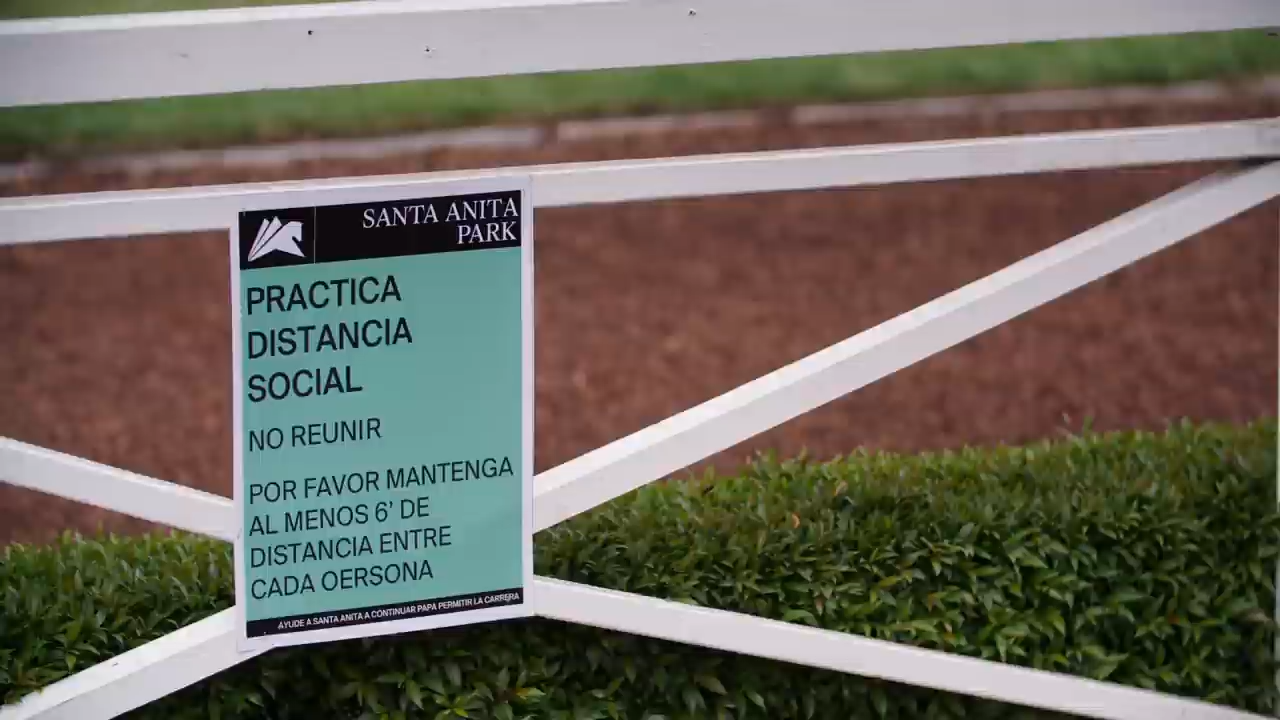 SANTA ANITA
PARK
PRACTICA
DISTANCIA
SOCIAL
NO REUNIR
POR FAVOR MANTENGA
AL MENOS 6' DE
DISTANCIA ENTRE
CADA OERSONA
AYUDE A SANTA ANITA A CONTINUAR PAPA PERMITIR LA CARRERA